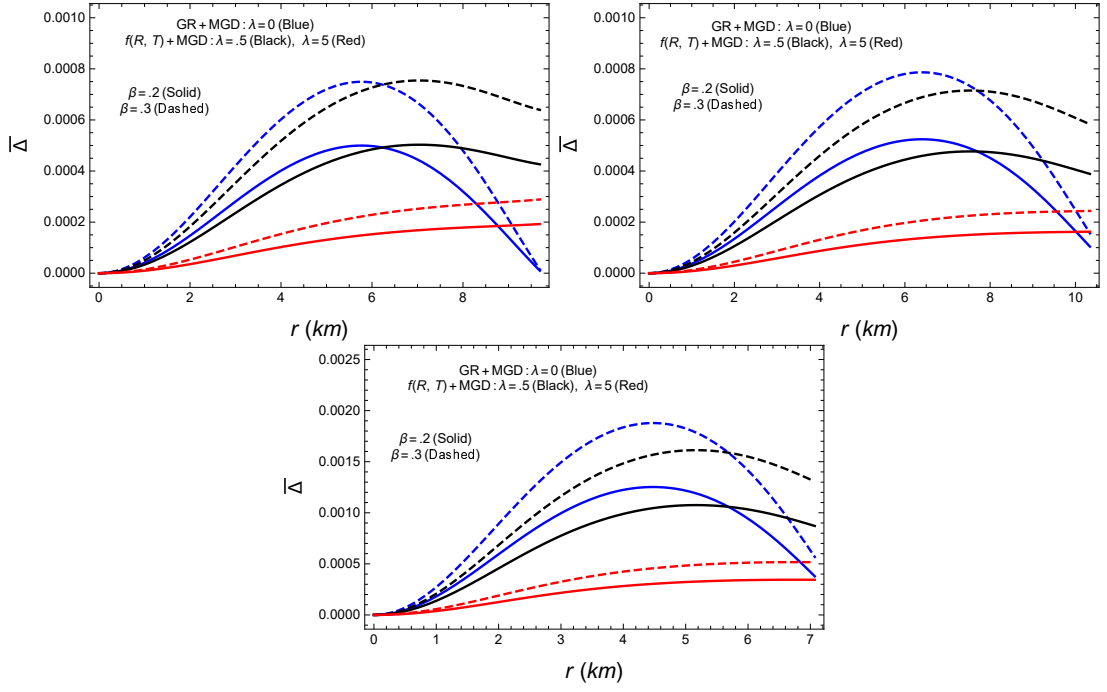 GR + MGD : λ = 0 (Blue)
f(R, T) + MGD : λ = .5 (Black),  λ = 5 (Red)
β = .2 (Solid)
β = .3 (Dashed)
0.0010
0.0008
0.0006
0.0004
0.0002
0.0000
Δ̅
0 2 4 6 8
r (km)
GR + MGD : λ = 0 (Blue)
f(R, T) + MGD : λ = .5 (Black),  λ = 5 (Red)
β = .2 (Solid)
β = .3 (Dashed)
0.0010
0.0008
0.0006
0.0004
0.0002
0.0000
Δ̅
0 2 4 6 8 10
r (km)
GR + MGD : λ = 0 (Blue)
f(R, T) + MGD : λ = .5 (Black),  λ = 5 (Red)
β = .2 (Solid)
β = .3 (Dashed)
0.0025
0.0020
0.0015
0.0010
0.0005
0.0000
Δ̅
0 1 2 3 4 5 6 7
r (km)